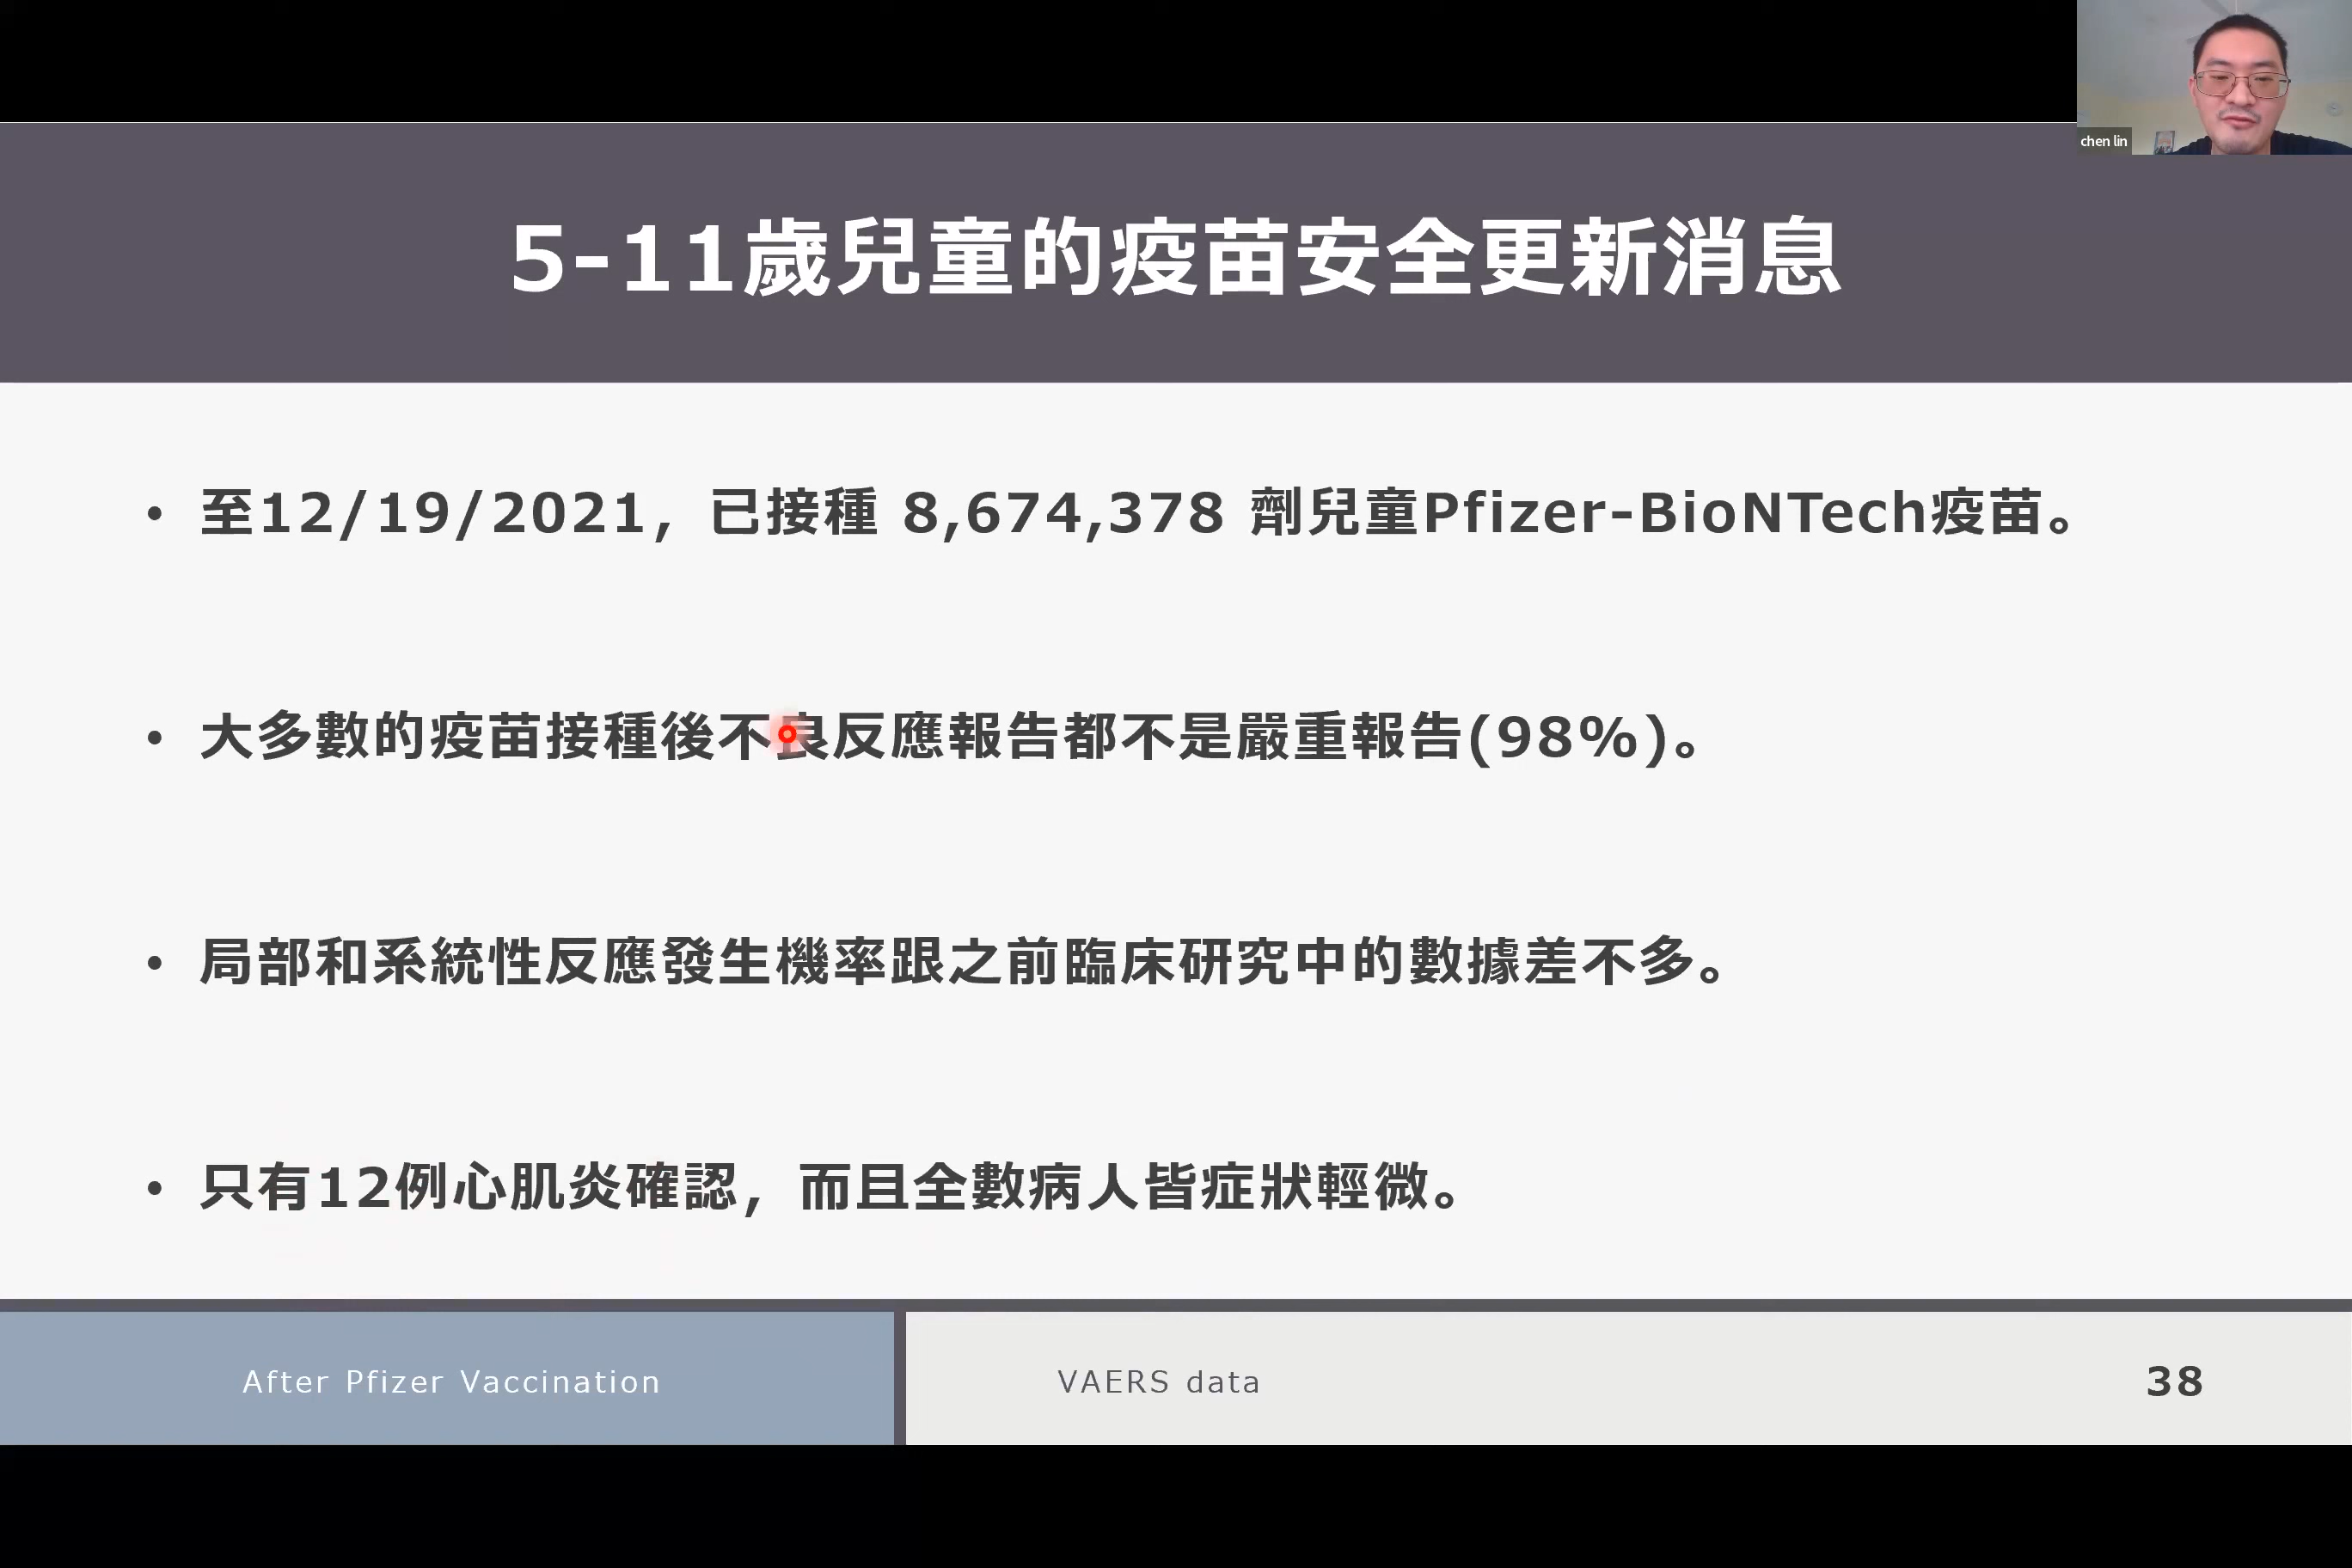 chen lin
5-11歲兒童的疫苗安全更新消息
• 至12/19/2021，已接種 8,674,378 劑兒童Pfizer-BioNTech疫苗。
• 大多數的疫苗接種後不良反應報告都不是嚴重報告(98%)。
• 局部和系統性反應發生機率跟之前臨床研究中的數據差不多。
• 只有12例心肌炎確認，而且全數病人皆症狀輕微。
After Pfizer Vaccination
VAERS data
38